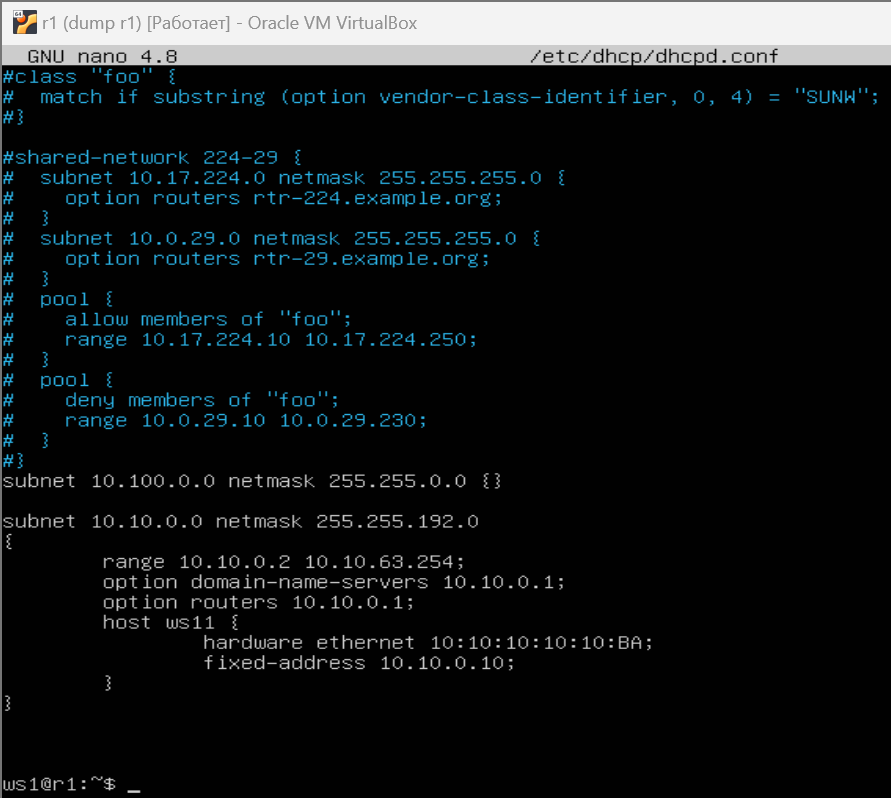 r1 (dump r1) [Работает] - Oracle VM VirtualBox
GNU nano 4.8 /etc/dhcp/dhcpd.conf
#class "foo" {
#  match if substring (option vendor-class-identifier, 0, 4) = "SUNW";
#}
#shared-network 224-29 {
#  subnet 10.17.224.0 netmask 255.255.255.0 {
#    option routers rtr-224.example.org;
#  }
#  subnet 10.0.29.0 netmask 255.255.255.0 {
#    option routers rtr-29.example.org;
#  }
#  pool {
#    allow members of "foo";
#    range 10.17.224.10 10.17.224.250;
#  }
#  pool {
#    deny members of "foo";
#    range 10.0.29.10 10.0.29.230;
#  }
#}
subnet 10.100.0.0 netmask 255.255.0.0 {}
subnet 10.10.0.0 netmask 255.255.192.0
{
        range 10.10.0.2 10.10.63.254;
        option domain-name-servers 10.10.0.1;
        option routers 10.10.0.1;
        host ws11 {
                hardware ethernet 10:10:10:10:10:BA;
                fixed-address 10.10.0.10;
        }
}
ws1@r1:~$ _